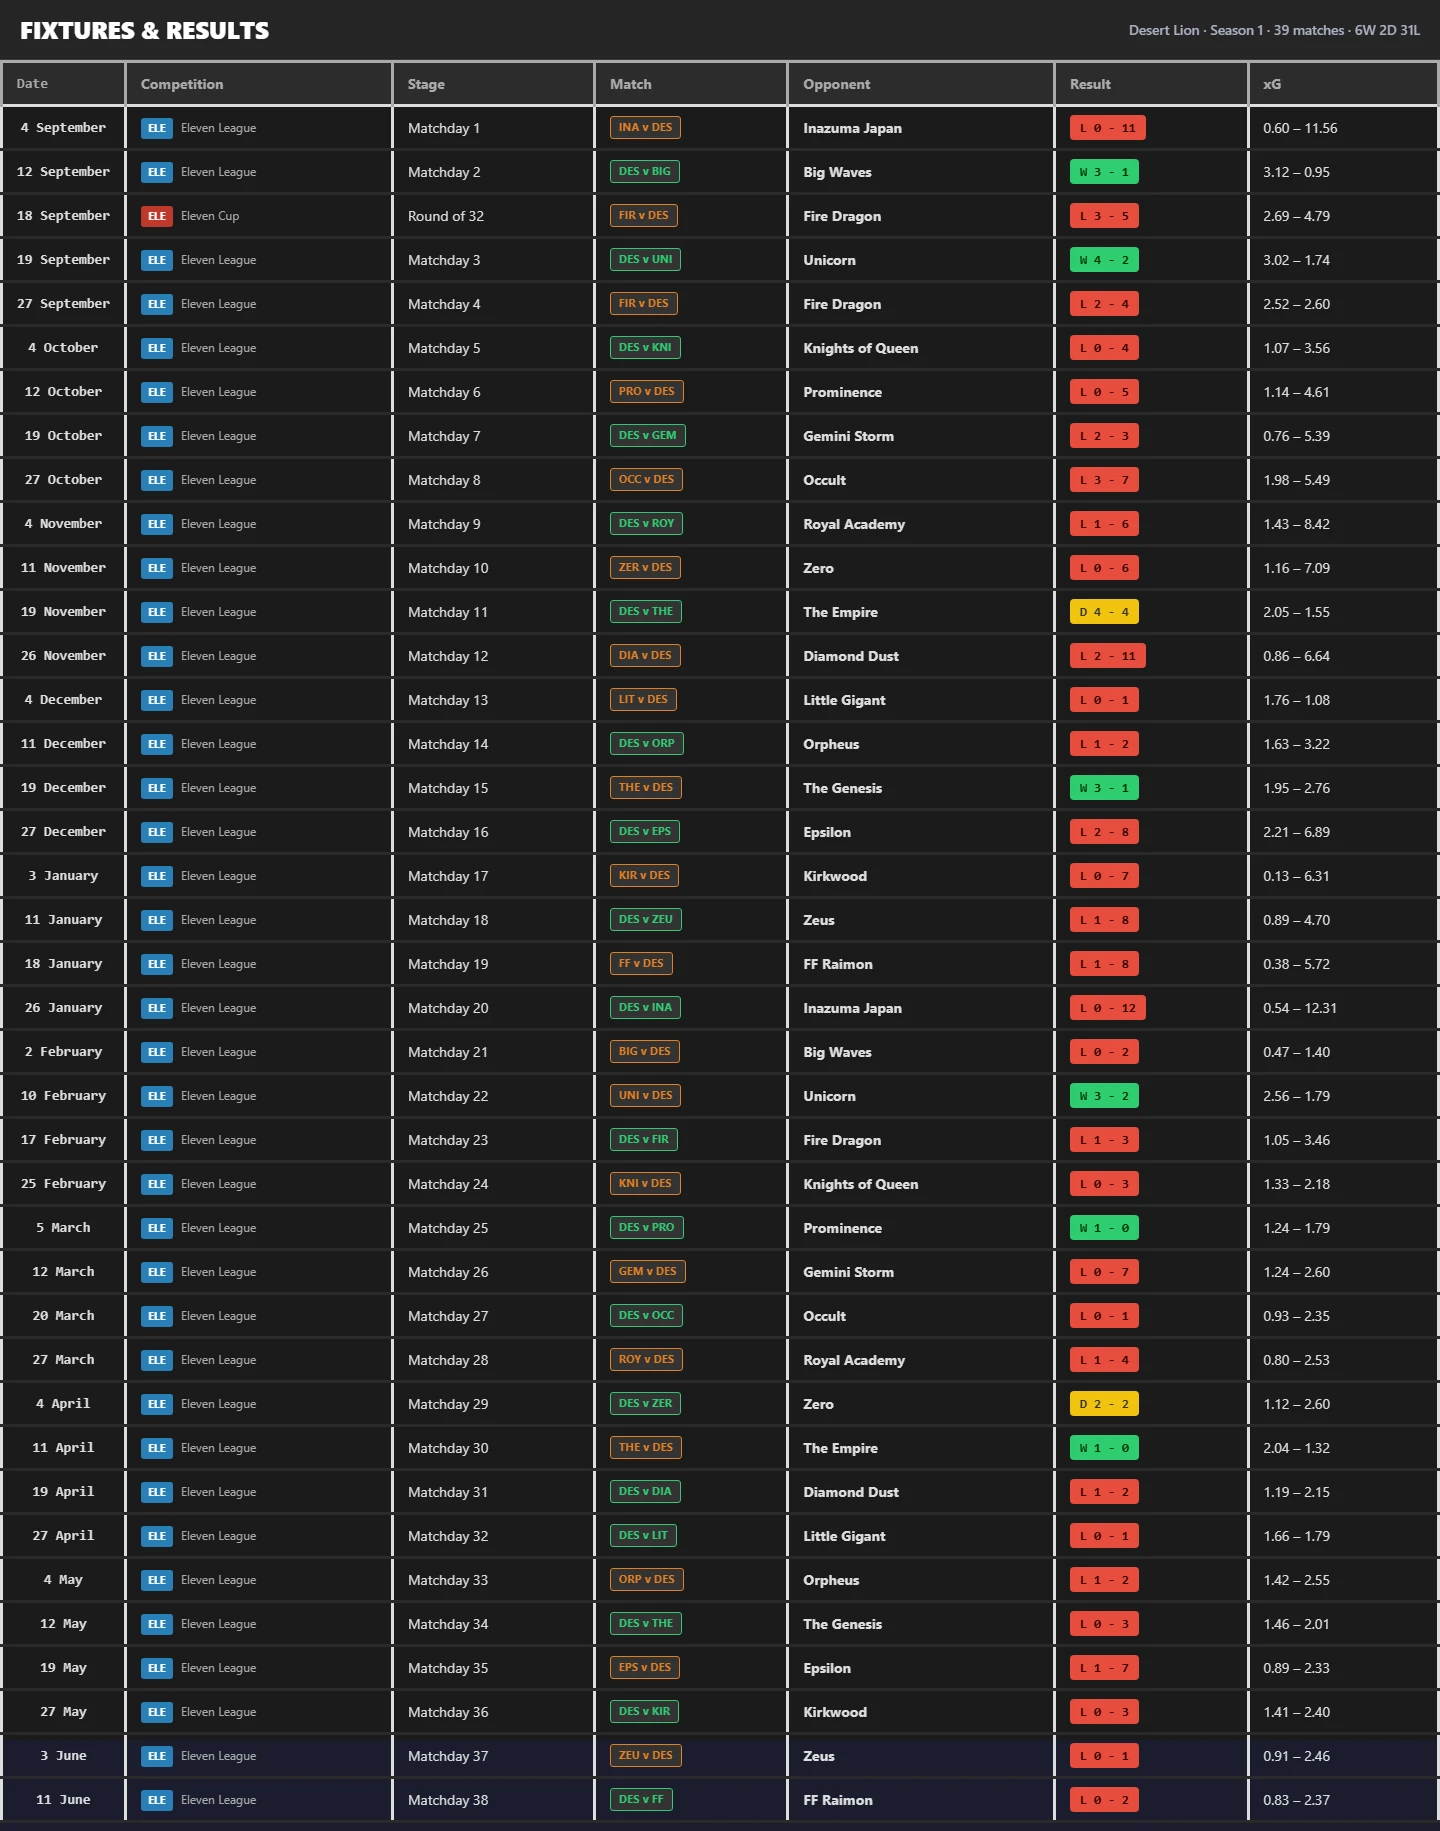 FIXTURES & RESULTS
Desert Lion · Season 1 · 39 matches · 6W 2D 31L
Date Competition Stage Match Opponent Result xG
4 September ELE Eleven League Matchday 1 INA v DES Inazuma Japan L 0 - 11 0.60 – 11.56
12 September ELE Eleven League Matchday 2 DES v BIG Big Waves W 3 - 1 3.12 – 0.95
18 September ELE Eleven Cup Round of 32 FIR v DES Fire Dragon L 3 - 5 2.69 – 4.79
19 September ELE Eleven League Matchday 3 DES v UNI Unicorn W 4 - 2 3.02 – 1.74
27 September ELE Eleven League Matchday 4 FIR v DES Fire Dragon L 2 - 4 2.52 – 2.60
4 October ELE Eleven League Matchday 5 DES v KNI Knights of Queen L 0 - 4 1.07 – 3.56
12 October ELE Eleven League Matchday 6 PRO v DES Prominence L 0 - 5 1.14 – 4.61
19 October ELE Eleven League Matchday 7 DES v GEM Gemini Storm L 2 - 3 0.76 – 5.39
27 October ELE Eleven League Matchday 8 OCC v DES Occult L 3 - 7 1.98 – 5.49
4 November ELE Eleven League Matchday 9 DES v ROY Royal Academy L 1 - 6 1.43 – 8.42
11 November ELE Eleven League Matchday 10 ZER v DES Zero L 0 - 6 1.16 – 7.09
19 November ELE Eleven League Matchday 11 DES v THE The Empire D 4 - 4 2.05 – 1.55
26 November ELE Eleven League Matchday 12 DIA v DES Diamond Dust L 2 - 11 0.86 – 6.64
4 December ELE Eleven League Matchday 13 LIT v DES Little Gigant L 0 - 1 1.76 – 1.08
11 December ELE Eleven League Matchday 14 DES v ORP Orpheus L 1 - 2 1.63 – 3.22
19 December ELE Eleven League Matchday 15 THE v DES The Genesis W 3 - 1 1.95 – 2.76
27 December ELE Eleven League Matchday 16 DES v EPS Epsilon L 2 - 8 2.21 – 6.89
3 January ELE Eleven League Matchday 17 KIR v DES Kirkwood L 0 - 7 0.13 – 6.31
11 January ELE Eleven League Matchday 18 DES v ZEU Zeus L 1 - 8 0.89 – 4.70
18 January ELE Eleven League Matchday 19 FF v DES FF Raimon L 1 - 8 0.38 – 5.72
26 January ELE Eleven League Matchday 20 DES v INA Inazuma Japan L 0 - 12 0.54 – 12.31
2 February ELE Eleven League Matchday 21 BIG v DES Big Waves L 0 - 2 0.47 – 1.40
10 February ELE Eleven League Matchday 22 UNI v DES Unicorn W 3 - 2 2.56 – 1.79
17 February ELE Eleven League Matchday 23 DES v FIR Fire Dragon L 1 - 3 1.05 – 3.46
25 February ELE Eleven League Matchday 24 KNI v DES Knights of Queen L 0 - 3 1.33 – 2.18
5 March ELE Eleven League Matchday 25 DES v PRO Prominence W 1 - 0 1.24 – 1.79
12 March ELE Eleven League Matchday 26 GEM v DES Gemini Storm L 0 - 7 1.24 – 2.60
20 March ELE Eleven League Matchday 27 DES v OCC Occult L 0 - 1 0.93 – 2.35
27 March ELE Eleven League Matchday 28 ROY v DES Royal Academy L 1 - 4 0.80 – 2.53
4 April ELE Eleven League Matchday 29 DES v ZER Zero D 2 - 2 1.12 – 2.60
11 April ELE Eleven League Matchday 30 THE v DES The Empire W 1 - 0 2.04 – 1.32
19 April ELE Eleven League Matchday 31 DES v DIA Diamond Dust L 1 - 2 1.19 – 2.15
27 April ELE Eleven League Matchday 32 DES v LIT Little Gigant L 0 - 1 1.66 – 1.79
4 May ELE Eleven League Matchday 33 ORP v DES Orpheus L 1 - 2 1.42 – 2.55
12 May ELE Eleven League Matchday 34 DES v THE The Genesis L 0 - 3 1.46 – 2.01
19 May ELE Eleven League Matchday 35 EPS v DES Epsilon L 1 - 7 0.89 – 2.33
27 May ELE Eleven League Matchday 36 DES v KIR Kirkwood L 0 - 3 1.41 – 2.40
3 June ELE Eleven League Matchday 37 ZEU v DES Zeus L 0 - 1 0.91 – 2.46
11 June ELE Eleven League Matchday 38 DES v FF FF Raimon L 0 - 2 0.83 – 2.37